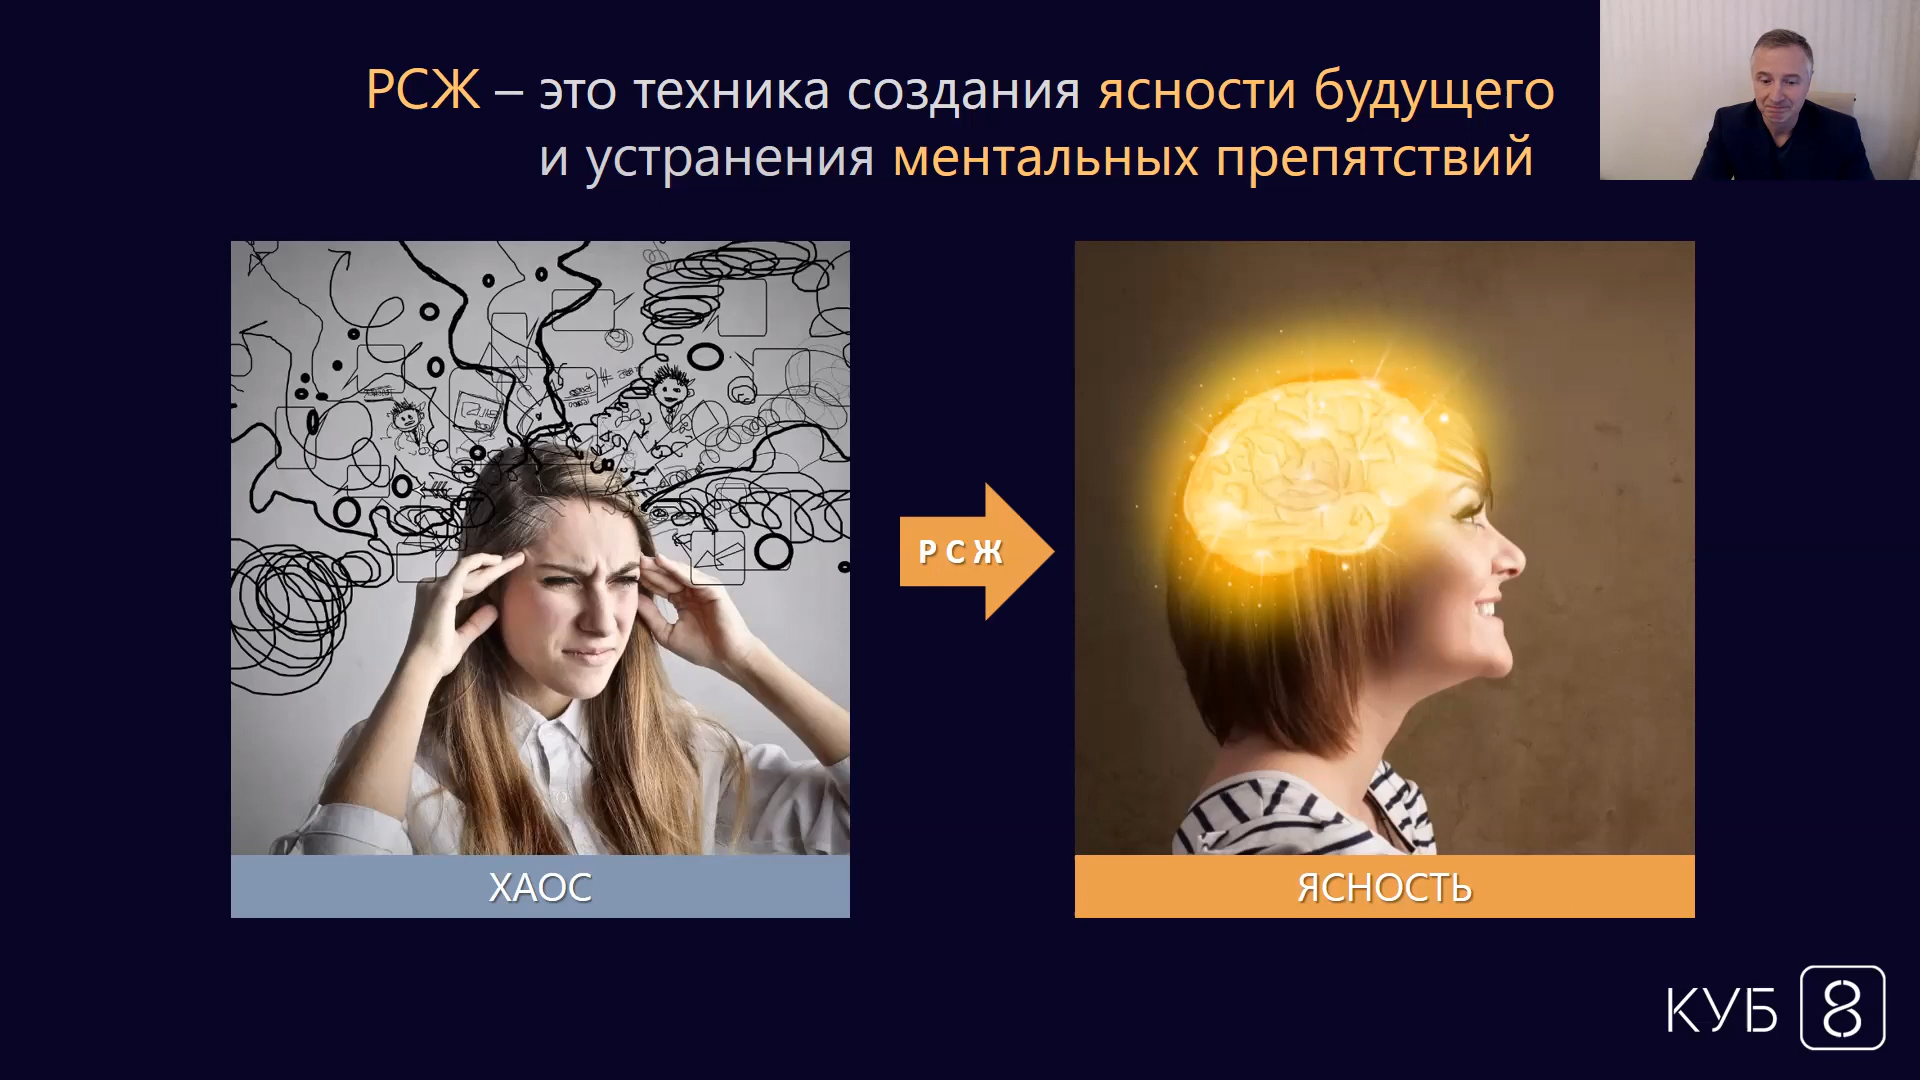 РСЖ – это техника создания ясности будущего
и устранения ментальных препятствий
РСЖ
ХАОС
ЯСНОСТЬ
КУБ 8